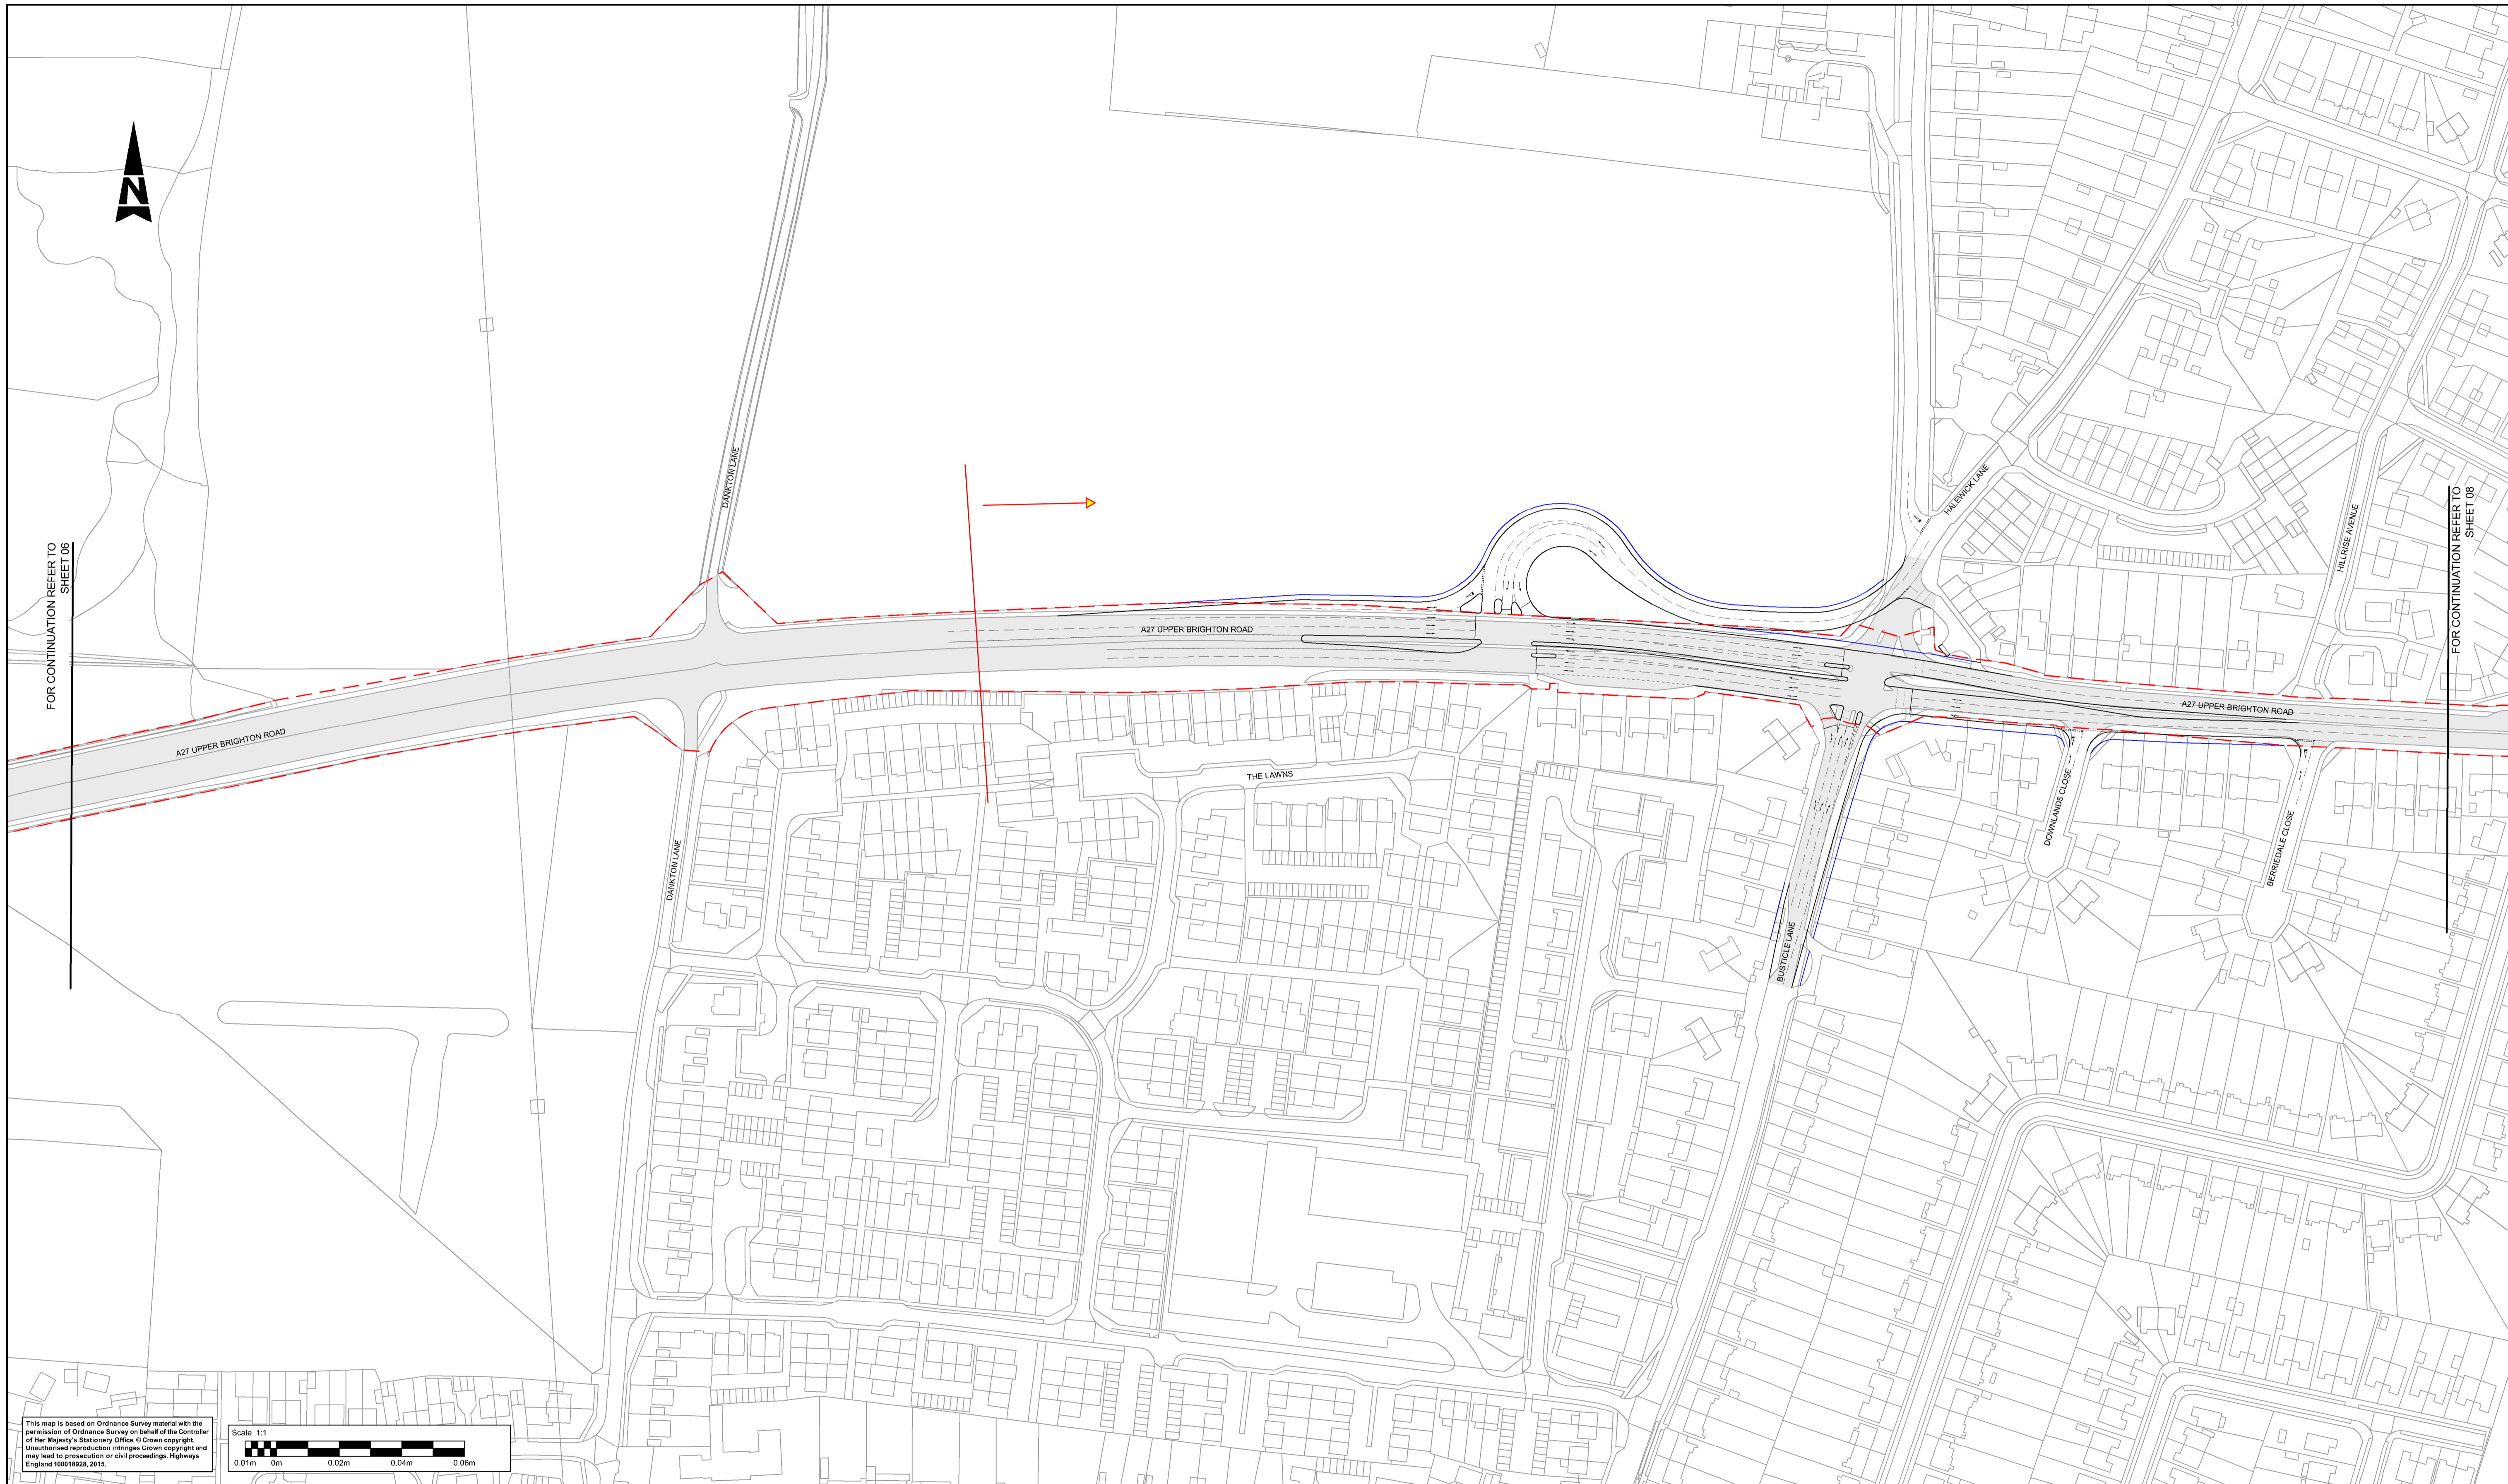 N
DANKTON LANE
HALEWICK LANE
HILLRISE AVENUE
FOR CONTINUATION REFER TO
SHEET 06
FOR CONTINUATION REFER TO
SHEET 08
A27 UPPER BRIGHTON ROAD
A27 UPPER BRIGHTON ROAD
A27 UPPER BRIGHTON ROAD
THE LAWNS
DANKTON LANE
DOWNLANDS CLOSE
BERRIEDALE CLOSE
BUSTICLE LANE
This map is based on Ordnance Survey material with the
permission of Ordnance Survey on behalf of the Controller
of Her Majesty's Stationery Office. © Crown copyright.
Unauthorised reproduction infringes Crown copyright and
may lead to prosecution or civil proceedings. Highways
England 100018928, 2015.
Scale 1:1
0.01m 0m 0.02m 0.04m 0.06m